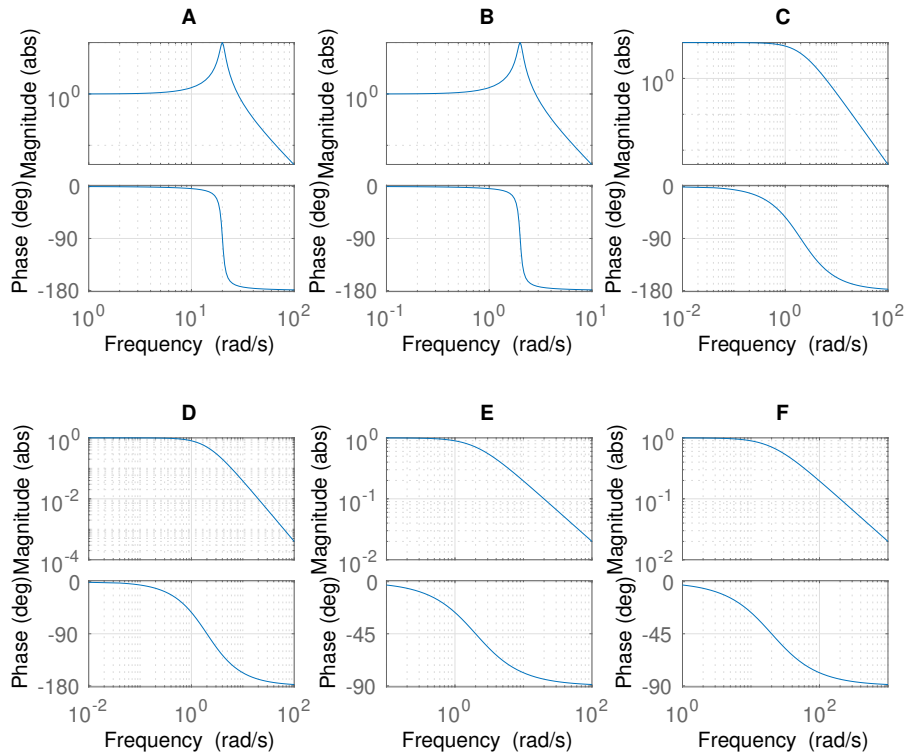 A
Magnitude (abs)
10^0
Phase (deg)
0
-90
-180
10^0 10^1 10^2
Frequency (rad/s)
B
Magnitude (abs)
10^0
Phase (deg)
0
-90
-180
10^-1 10^0 10^1
Frequency (rad/s)
C
Magnitude (abs)
10^0
Phase (deg)
0
-90
-180
10^-2 10^0 10^2
Frequency (rad/s)
D
Magnitude (abs)
10^0
10^-2
10^-4
Phase (deg)
0
-90
-180
10^-2 10^0 10^2
Frequency (rad/s)
E
Magnitude (abs)
10^0
10^-1
10^-2
Phase (deg)
0
-45
-90
10^0 10^2
Frequency (rad/s)
F
Magnitude (abs)
10^0
10^-1
10^-2
Phase (deg)
0
-45
-90
10^0 10^2
Frequency (rad/s)